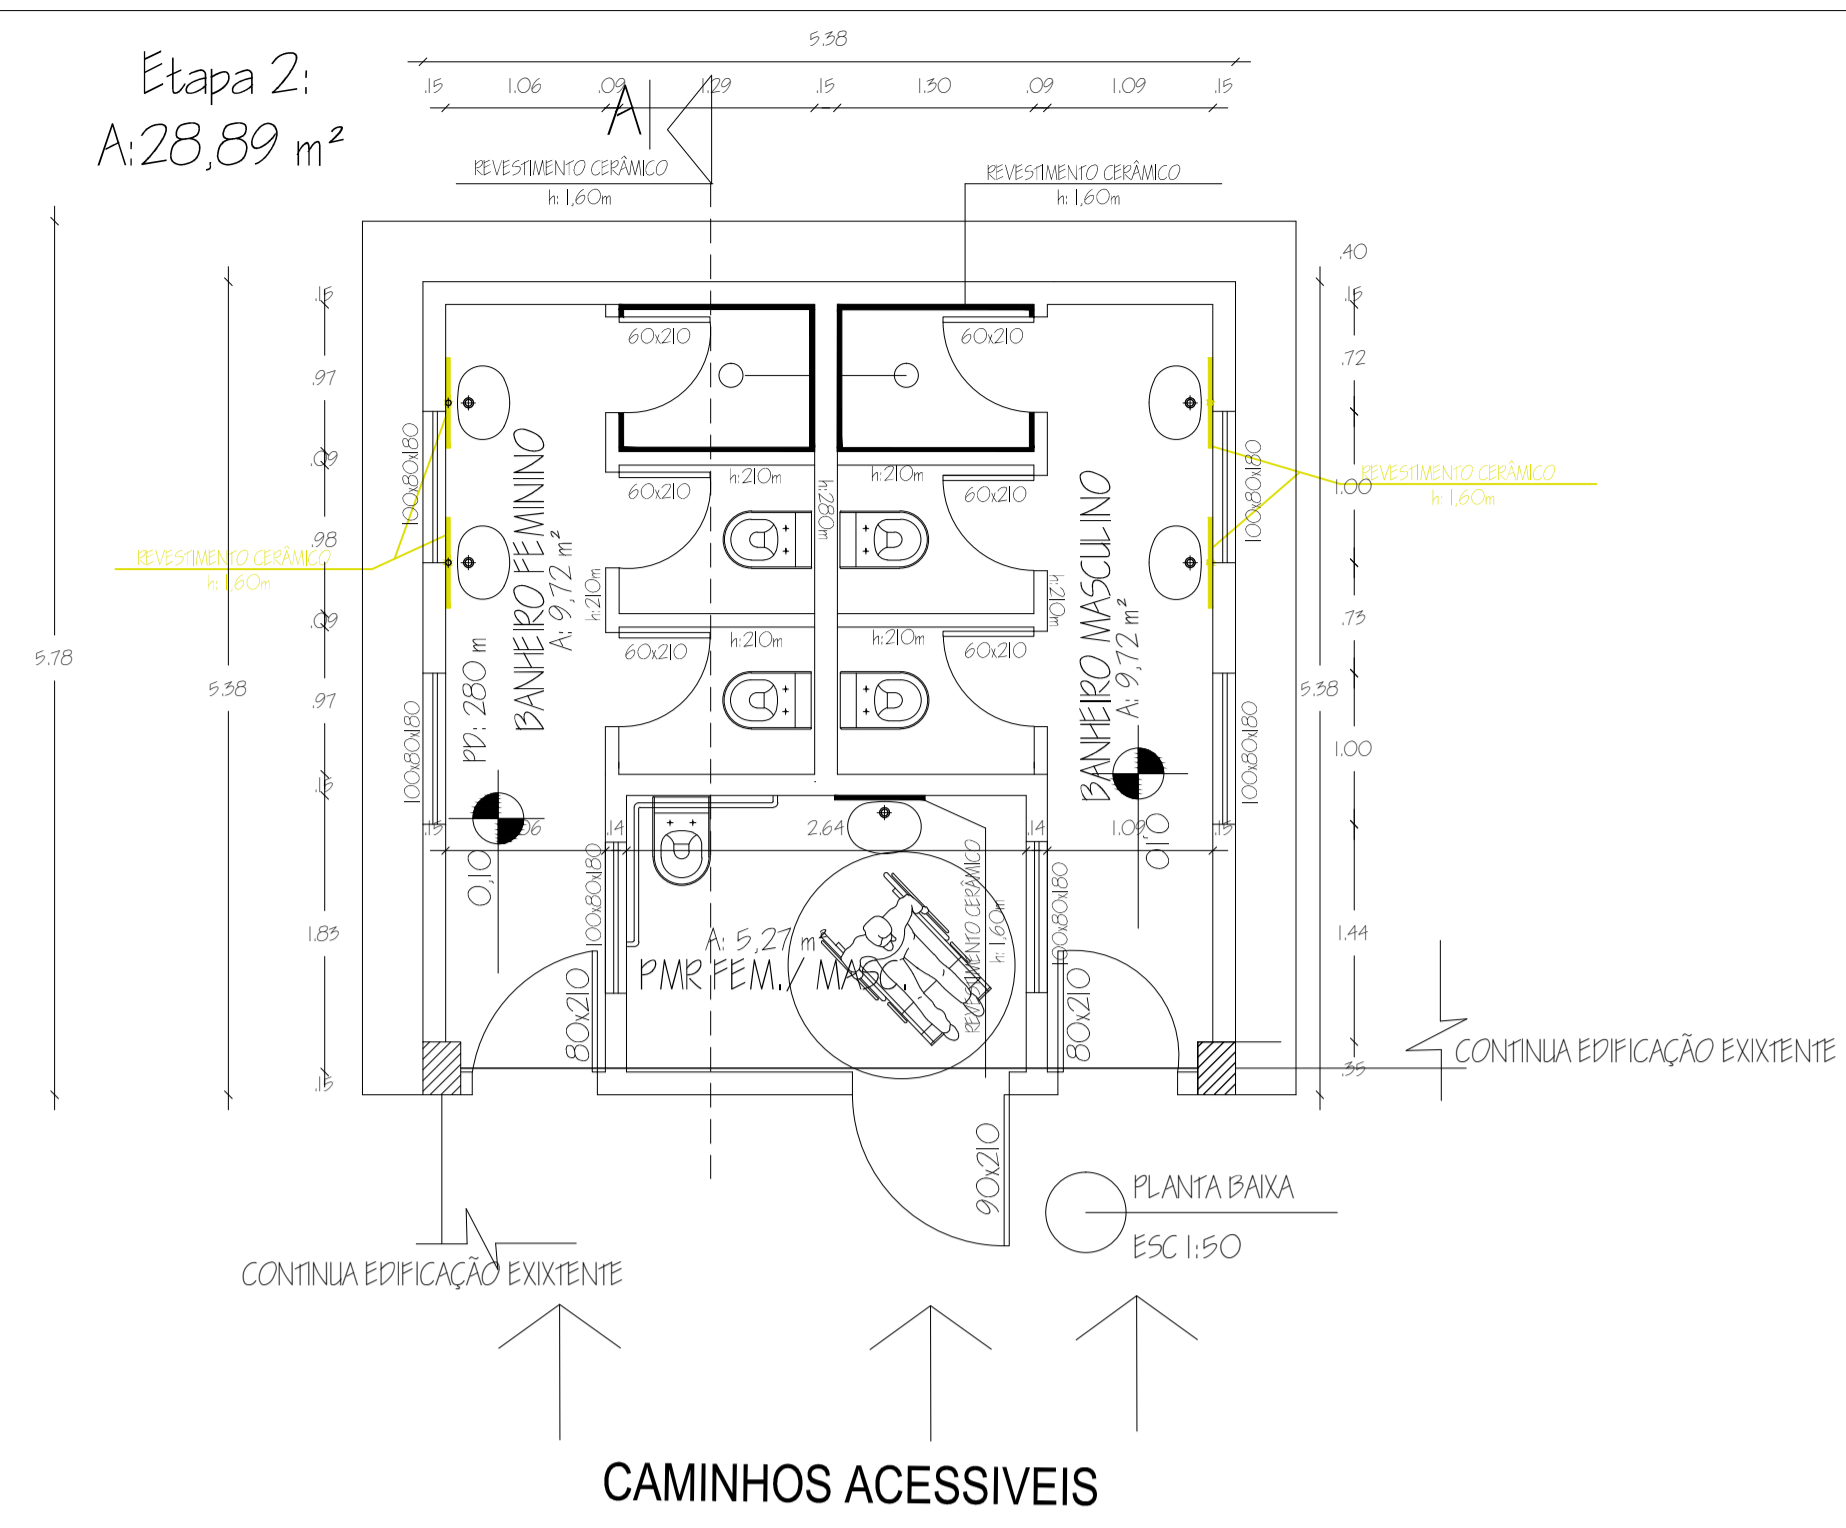 5.38
Etapa 2:
A:28,89 m²
.15 1.06 .09 1.29 .15 1.30 .09 1.09 .15
A
REVESTIMENTO CERÂMICO
h: 1,60m
REVESTIMENTO CERÂMICO
h: 1,60m
.40
.15
.15
60x210
60x210
.72
.97
100x80x180
.09
h:210m
h:210m
60x210
60x210
h:280m
100x80x180
REVESTIMENTO CERÂMICO
h: 1,60m
1.00
.98
REVESTIMENTO CERÂMICO
h: 1,60m
BANHEIRO FEMININO
A: 9,72 m²
h:210m
h:210m
BANHEIRO MASCULINO
A: 9,72 m²
.09
.73
h:210m
h:210m
60x210
60x210
5.78
5.38
5.38
.97
PD: 280 m
100x80x180
100x80x180
1.00
.15
.15 .06 .14 2.64 .14 1.09 .15
0,10
0,10
100x80x180
100x80x180
REVESTIMENTO CERÂMICO
h: 1,60m
1.83
1.44
A: 5,27 m²
PMR FEM. / MASC.
80x210
80x210
.15
.35
CONTINUA EDIFICAÇÃO EXIXTENTE
90x210
PLANTA BAIXA
ESC 1:50
CONTINUA EDIFICAÇÃO EXIXTENTE
CAMINHOS ACESSIVEIS